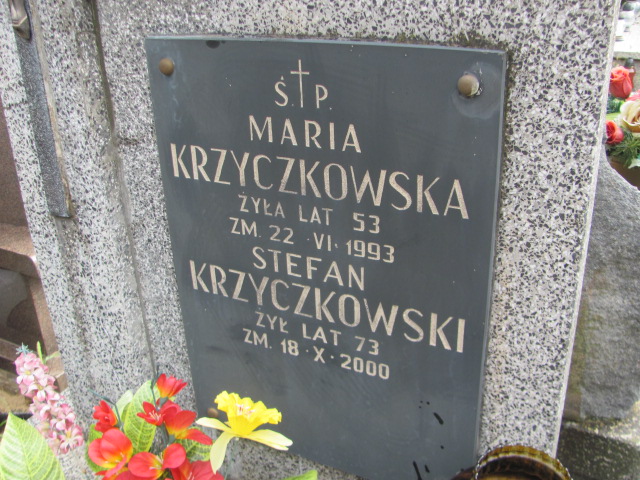 Ś.†P.
MARIA
KRZYCZKOWSKA
ŻYŁA LAT 53
ZM. 22·VI·1993
STEFAN
KRZYCZKOWSKI
ŻYŁ LAT 73
ZM. 18·X·2000